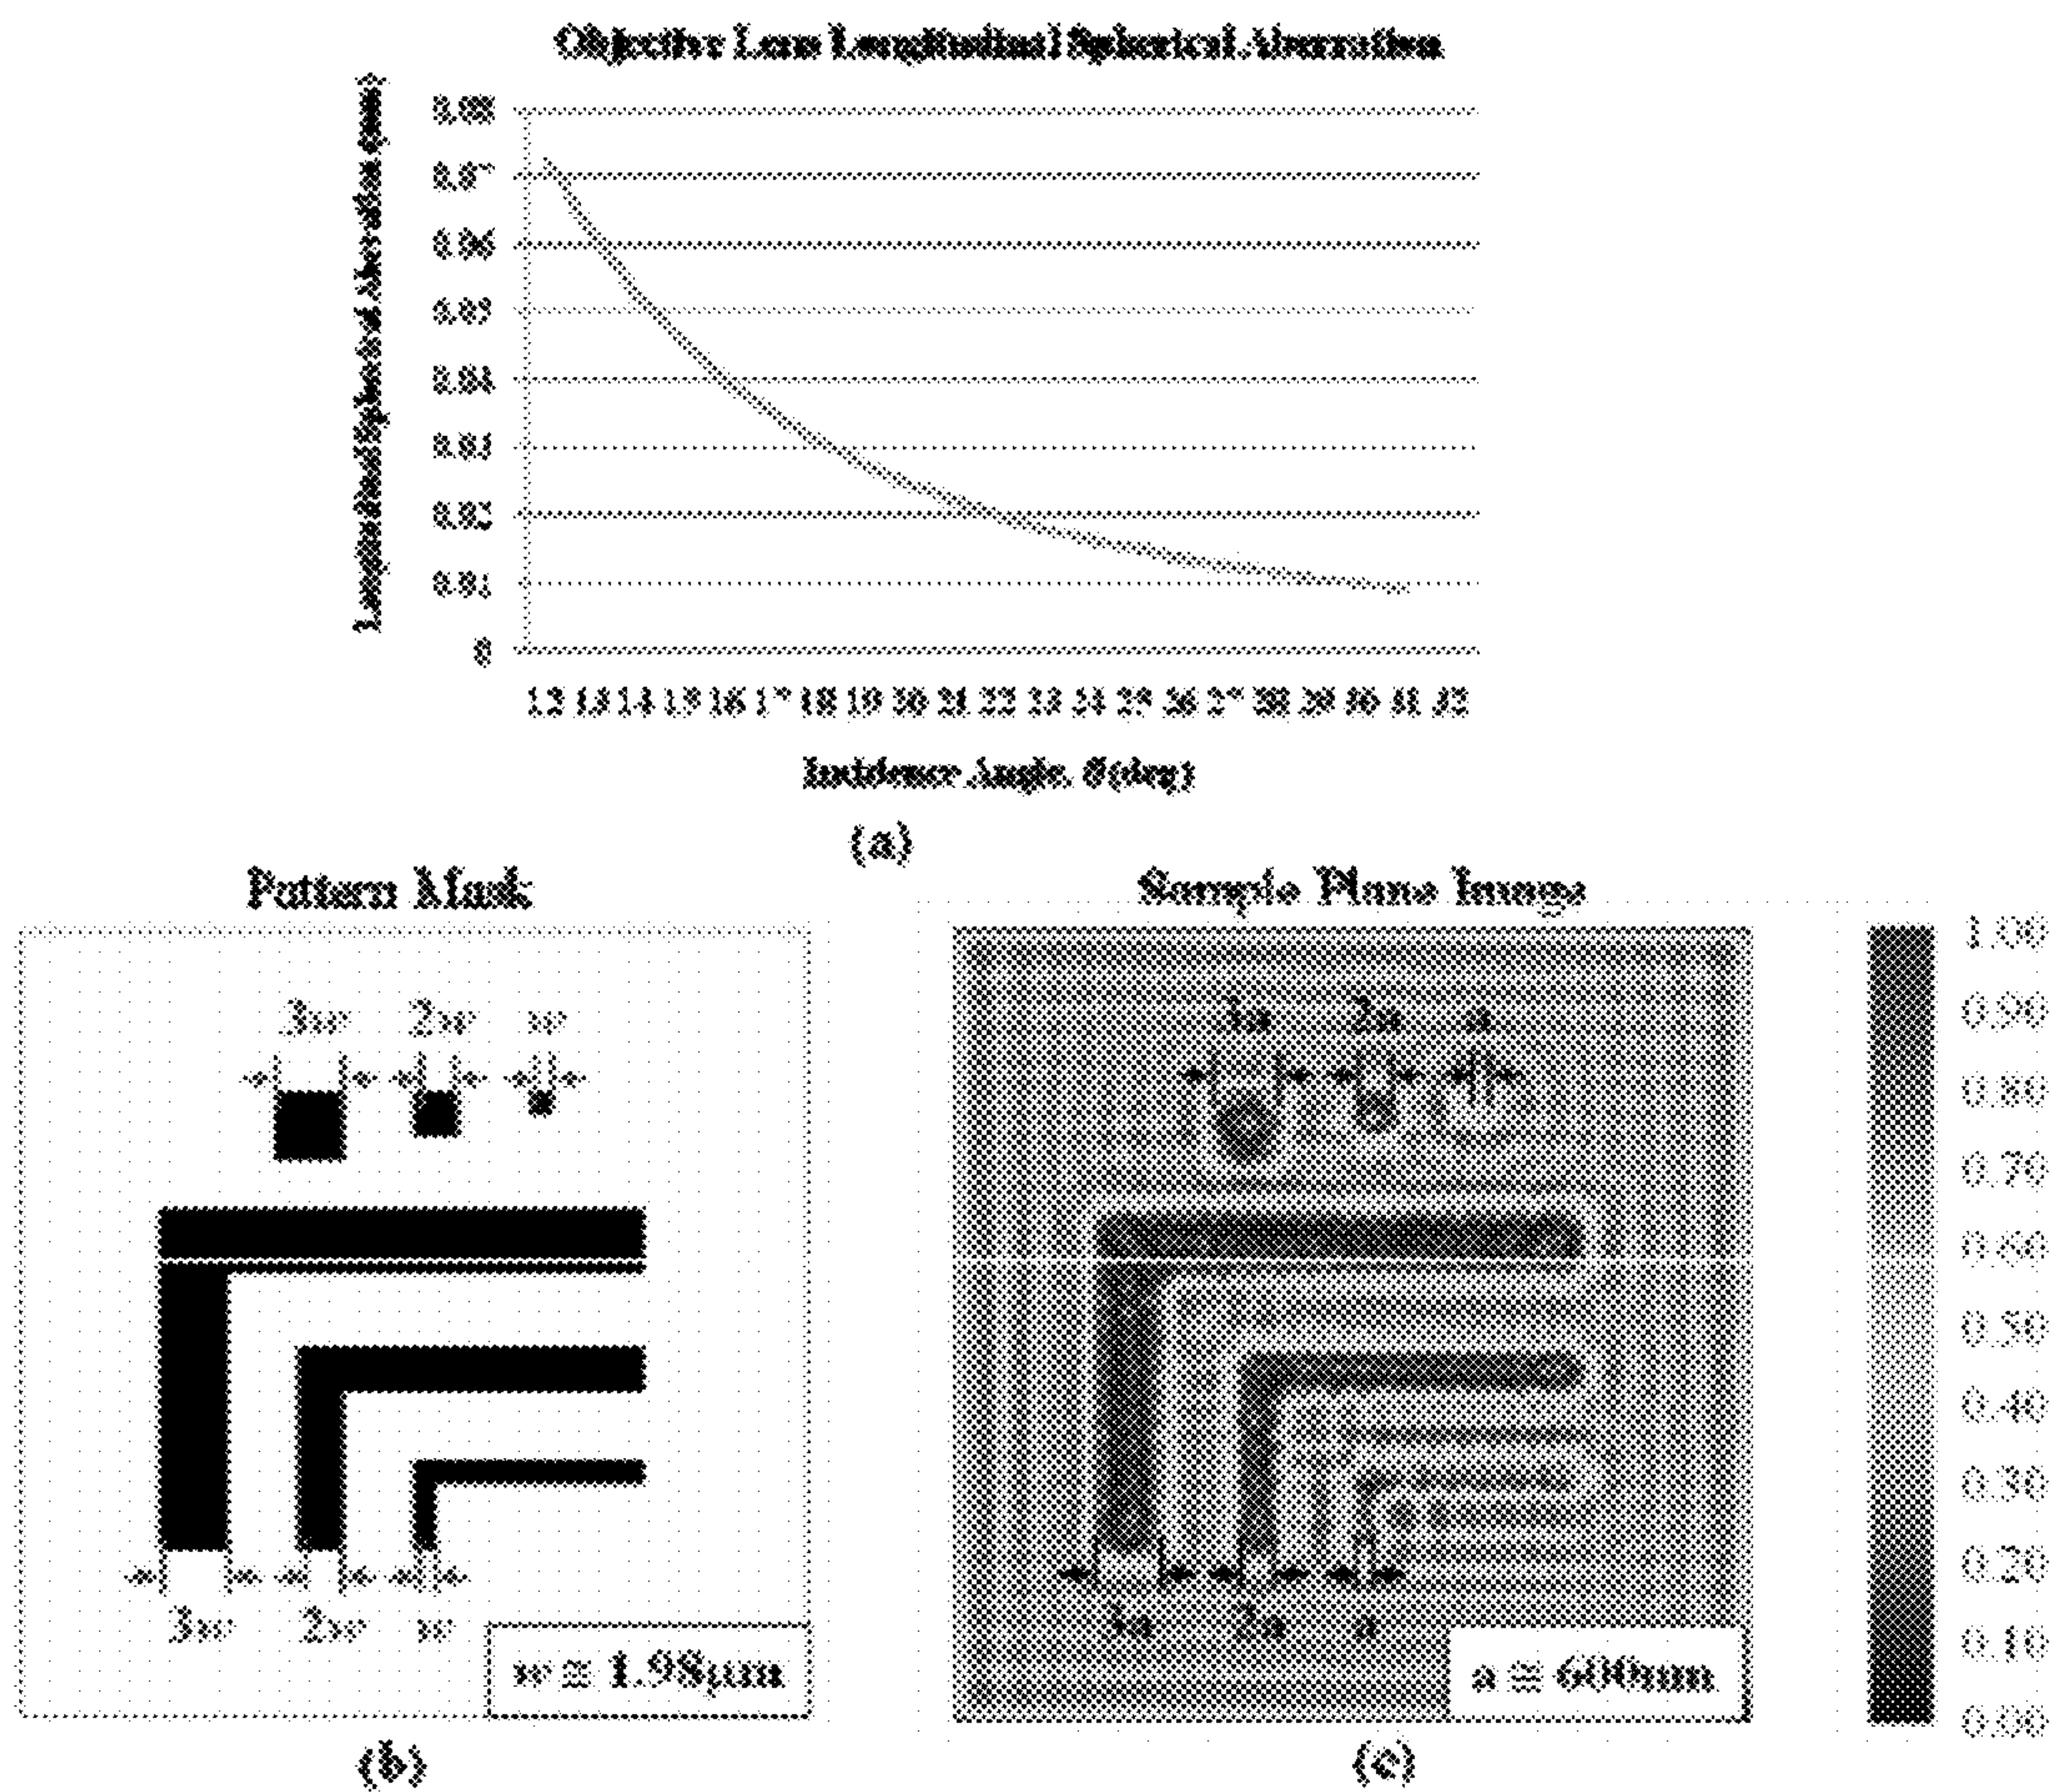 Objective Lens Longitudinal Spherical Aberration
Longitudinal Spherical Aberration (mm)
0.08
0.07
0.06
0.05
0.04
0.03
0.02
0.01
0
12 13 14 15 16 17 18 19 20 21 22 23 24 25 26 27 28 29 30 31 32
Incidence Angle, θ(deg)
(a)
Pattern Mask
3w 2w w
3w 2w w
w ≅ 1.98μm
(b)
Sample Plane Image
3a 2a a
3a 2a a
a ≅ 600nm
(c)
1.00
0.90
0.80
0.70
0.60
0.50
0.40
0.30
0.20
0.10
0.00